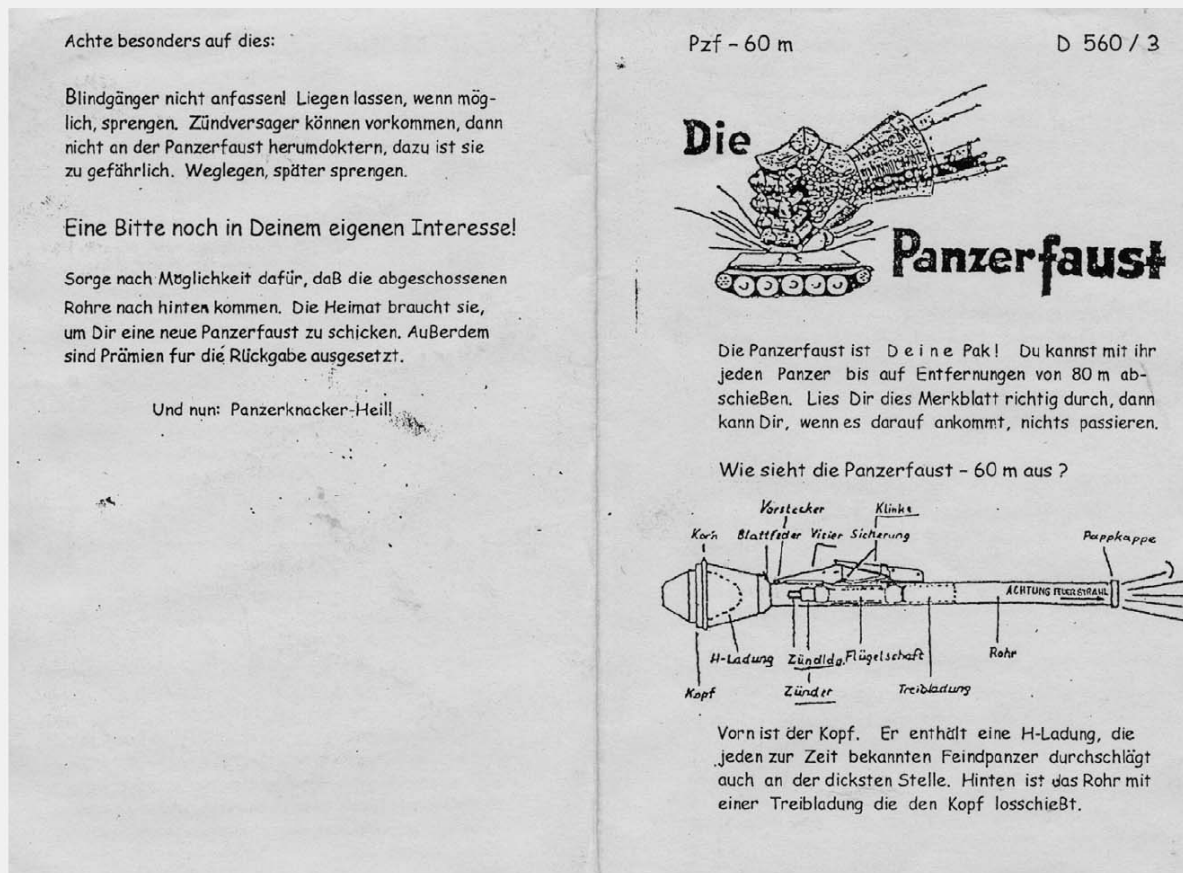 Achte besonders auf dies:
Blindgänger nicht anfassen! Liegen lassen, wenn mög-
lich, sprengen. Zündversager können vorkommen, dann
nicht an der Panzerfaust herumdoktern, dazu ist sie
zu gefährlich. Weglegen, später sprengen.
Eine Bitte noch in Deinem eigenen Interesse!
Sorge nach Möglichkeit dafür, daß die abgeschossenen
Rohre nach hinten kommen. Die Heimat braucht sie,
um Dir eine neue Panzerfaust zu schicken. Außerdem
sind Prämien fur die Rückgabe ausgesetzt.
Und nun: Panzerknacker-Heil!
Pzf - 60 m D 560 / 3
Die
Panzerfaust
Die Panzerfaust ist Deine Pak! Du kannst mit ihr
jeden Panzer bis auf Entfernungen von 80 m ab-
schießen. Lies Dir dies Merkblatt richtig durch, dann
kann Dir, wenn es darauf ankommt, nichts passieren.
Wie sieht die Panzerfaust - 60 m aus ?
Vorstecker Klinke
Korn Blattfeder Visier Sicherung Pappkappe
ACHTUNG FEUERSTRAHL
H-Ladung Zündldg. Flügelschaft Rohr
Kopf Zünder Treibladung
Vorn ist der Kopf. Er enthält eine H-Ladung, die
jeden zur Zeit bekannten Feindpanzer durchschlägt
auch an der dicksten Stelle. Hinten ist das Rohr mit
einer Treibladung die den Kopf losschießt.